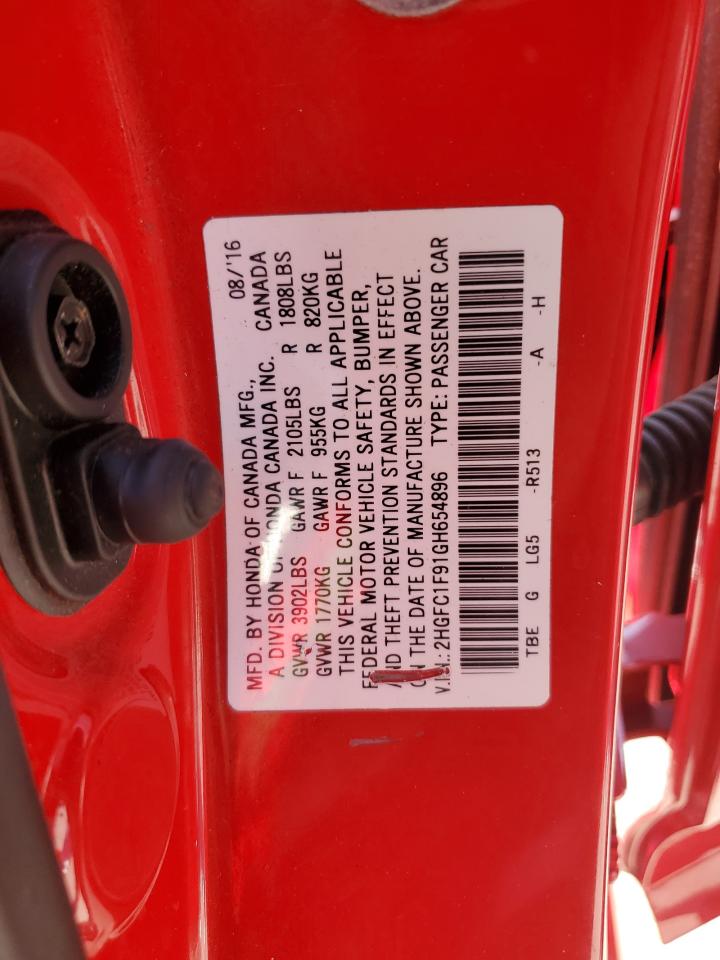 08/'16
MFD. BY HONDA OF CANADA MFG.,
A DIVISION OF HONDA CANADA INC. CANADA
GVWR 3902LBS GAWR F 2105LBS R 1808LBS
GVWR 1770KG GAWR F 955KG R 820KG
THIS VEHICLE CONFORMS TO ALL APPLICABLE
FEDERAL MOTOR VEHICLE SAFETY, BUMPER,
AND THEFT PREVENTION STANDARDS IN EFFECT
ON THE DATE OF MANUFACTURE SHOWN ABOVE.
V.I.N.: 2HGFC1F91GH654896 TYPE: PASSENGER CAR
TBE G LG5 -R513 -A -H